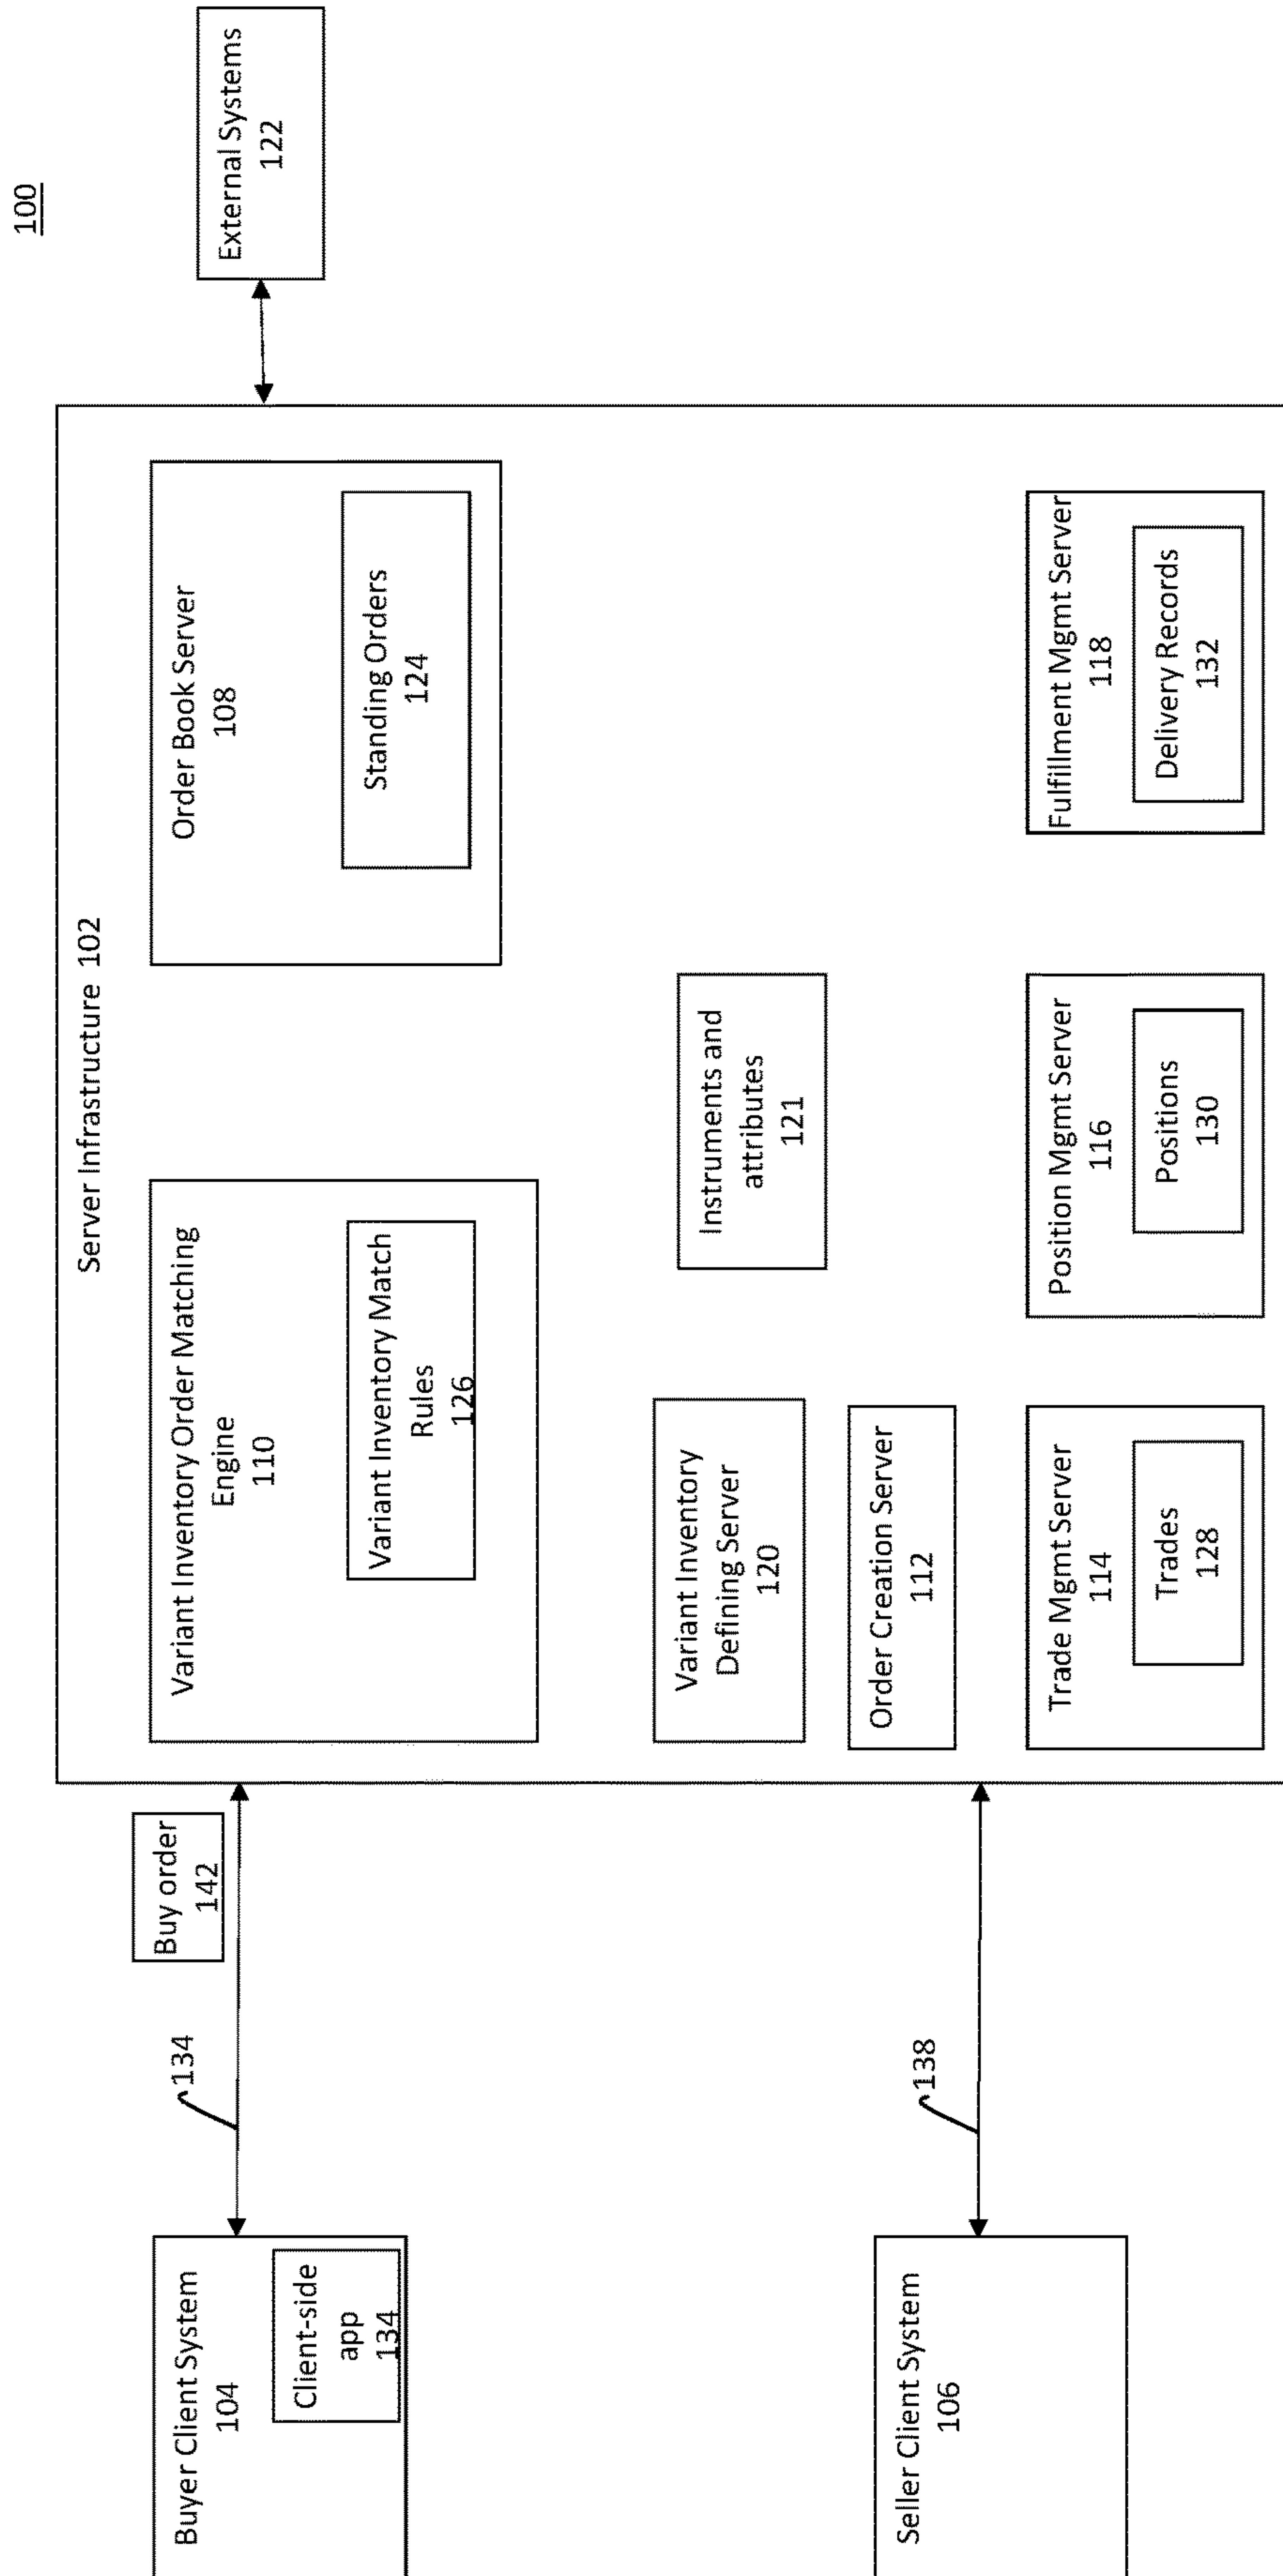 100
Server Infrastructure 102
External Systems
122
Buyer Client System
104
Client-side
app
134
134
Buy order
142
Variant Inventory Order Matching
Engine
110
Variant Inventory Match
Rules
126
Order Book Server
108
Standing Orders
124
Variant Inventory
Defining Server
120
Instruments and
attributes
121
Order Creation Server
112
Seller Client System
106
138
Trade Mgmt Server
114
Trades
128
Position Mgmt Server
116
Positions
130
Fulfillment Mgmt Server
118
Delivery Records
132